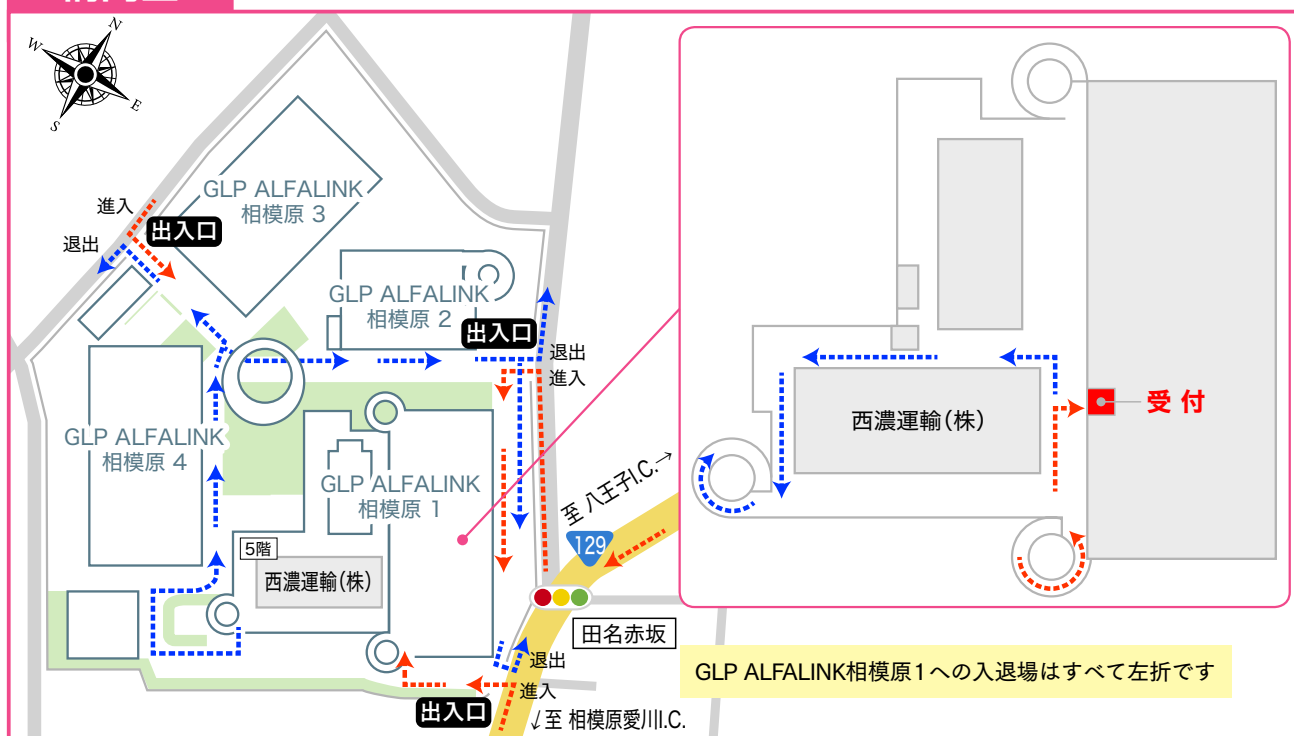 N
W
E
S
GLP ALFALINK
相模原 3
進入
出入口
退出
GLP ALFALINK
相模原 2
出入口
退出
進入
GLP ALFALINK
相模原 4
GLP ALFALINK
相模原 1
5階
西濃運輸(株)
至 八王子I.C.→
129
田名赤坂
退出
進入
出入口
↓至 相模原愛川I.C.
西濃運輸(株)
受付
GLP ALFALINK相模原1への入退場はすべて左折です